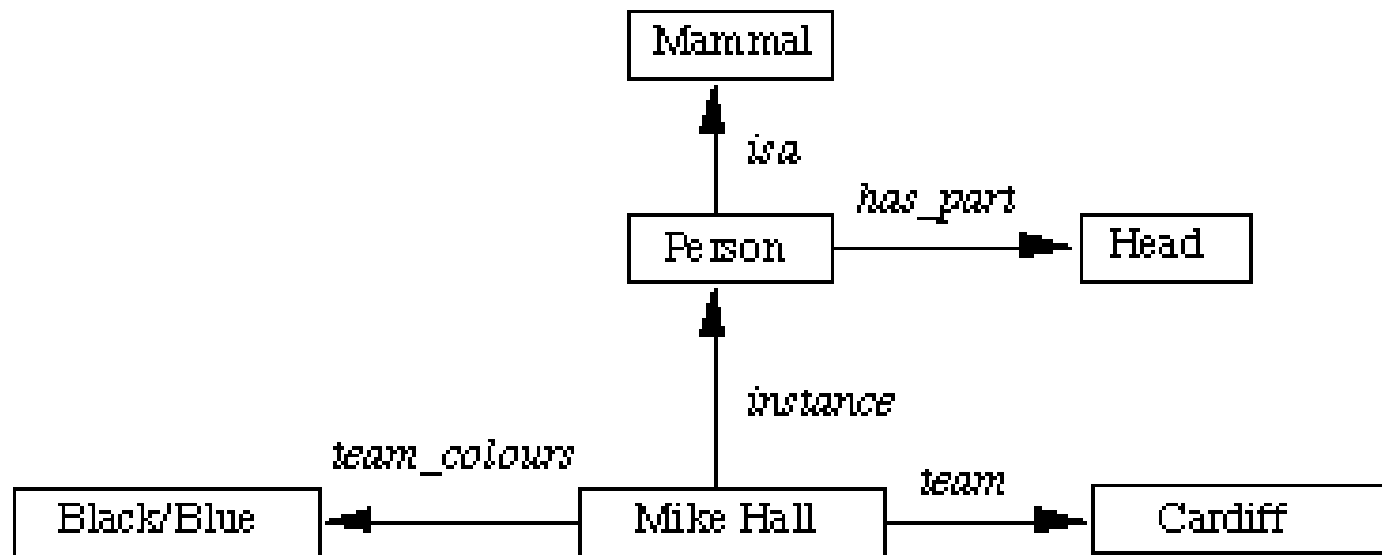 Mammal
isa
has_part
Person
Head
instance
team_colours
team
Black/Blue
Mike Hall
Cardiff